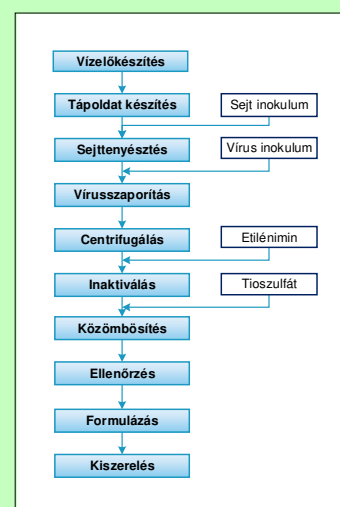 Vízelőkészítés
Tápoldat készítés
Sejt inokulum
Sejttenyésztés
Vírus inokulum
Vírusszaporítás
Centrifugálás
Etilénimin
Inaktiválás
Tioszulfát
Közömbösítés
Ellenőrzés
Formulázás
Kiszerelés